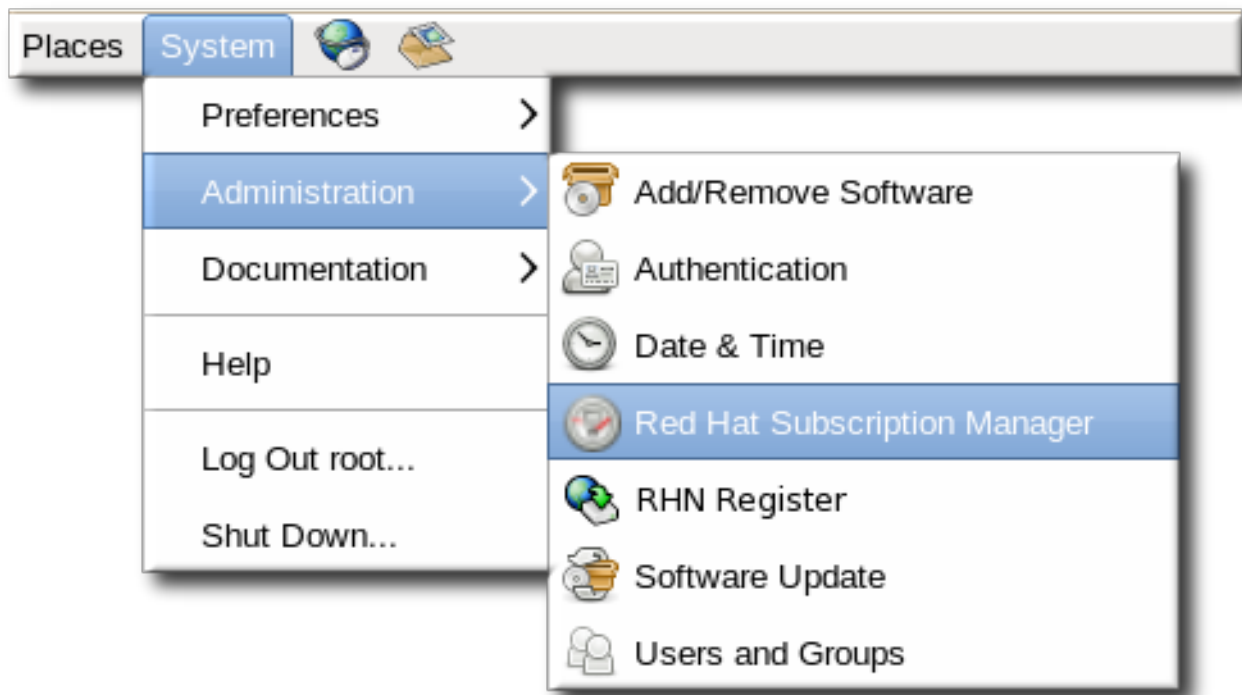 Places System
Preferences
Administration
Documentation
Help
Log Out root...
Shut Down...
Add/Remove Software
Authentication
Date & Time
Red Hat Subscription Manager
RHN Register
Software Update
Users and Groups